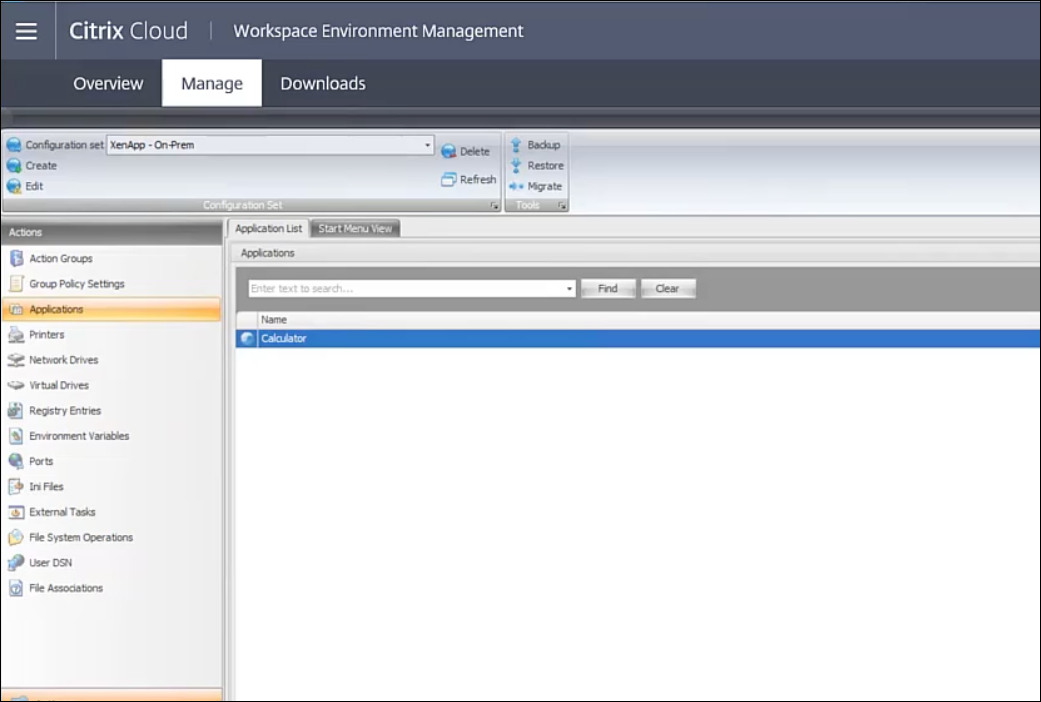 Citrix Cloud | Workspace Environment Management
Overview Manage Downloads
Configuration set XenApp - On-Prem
Create
Edit
Delete
Refresh
Configuration Set
Backup
Restore
Migrate
Tools
Actions
Action Groups
Group Policy Settings
Applications
Printers
Network Drives
Virtual Drives
Registry Entries
Environment Variables
Ports
Ini Files
External Tasks
File System Operations
User DSN
File Associations
Application List Start Menu View
Applications
Enter text to search... Find Clear
Name
Calculator